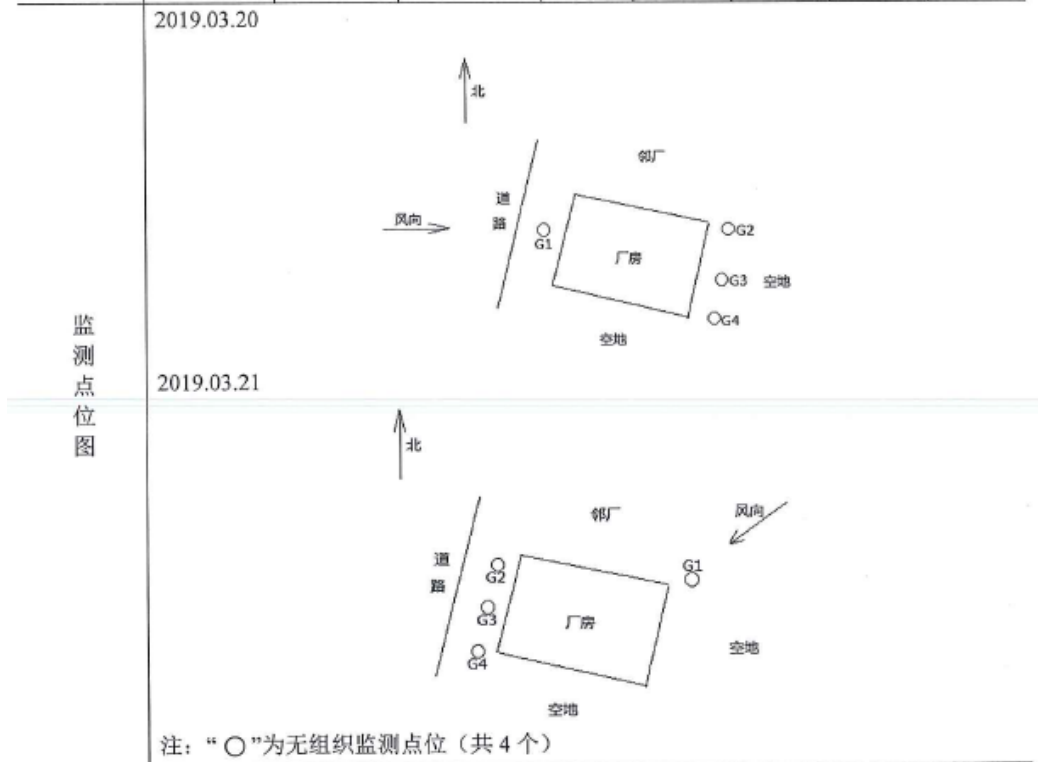 2019.03.20
北
邻厂
道
路
风向
G1
厂房
G2
G3
空地
G4
空地
监
测
点
位
图
2019.03.21
北
邻厂
风向
道
路
G2
G1
G3
厂房
G4
空地
空地
注：“○”为无组织监测点位（共 4 个）